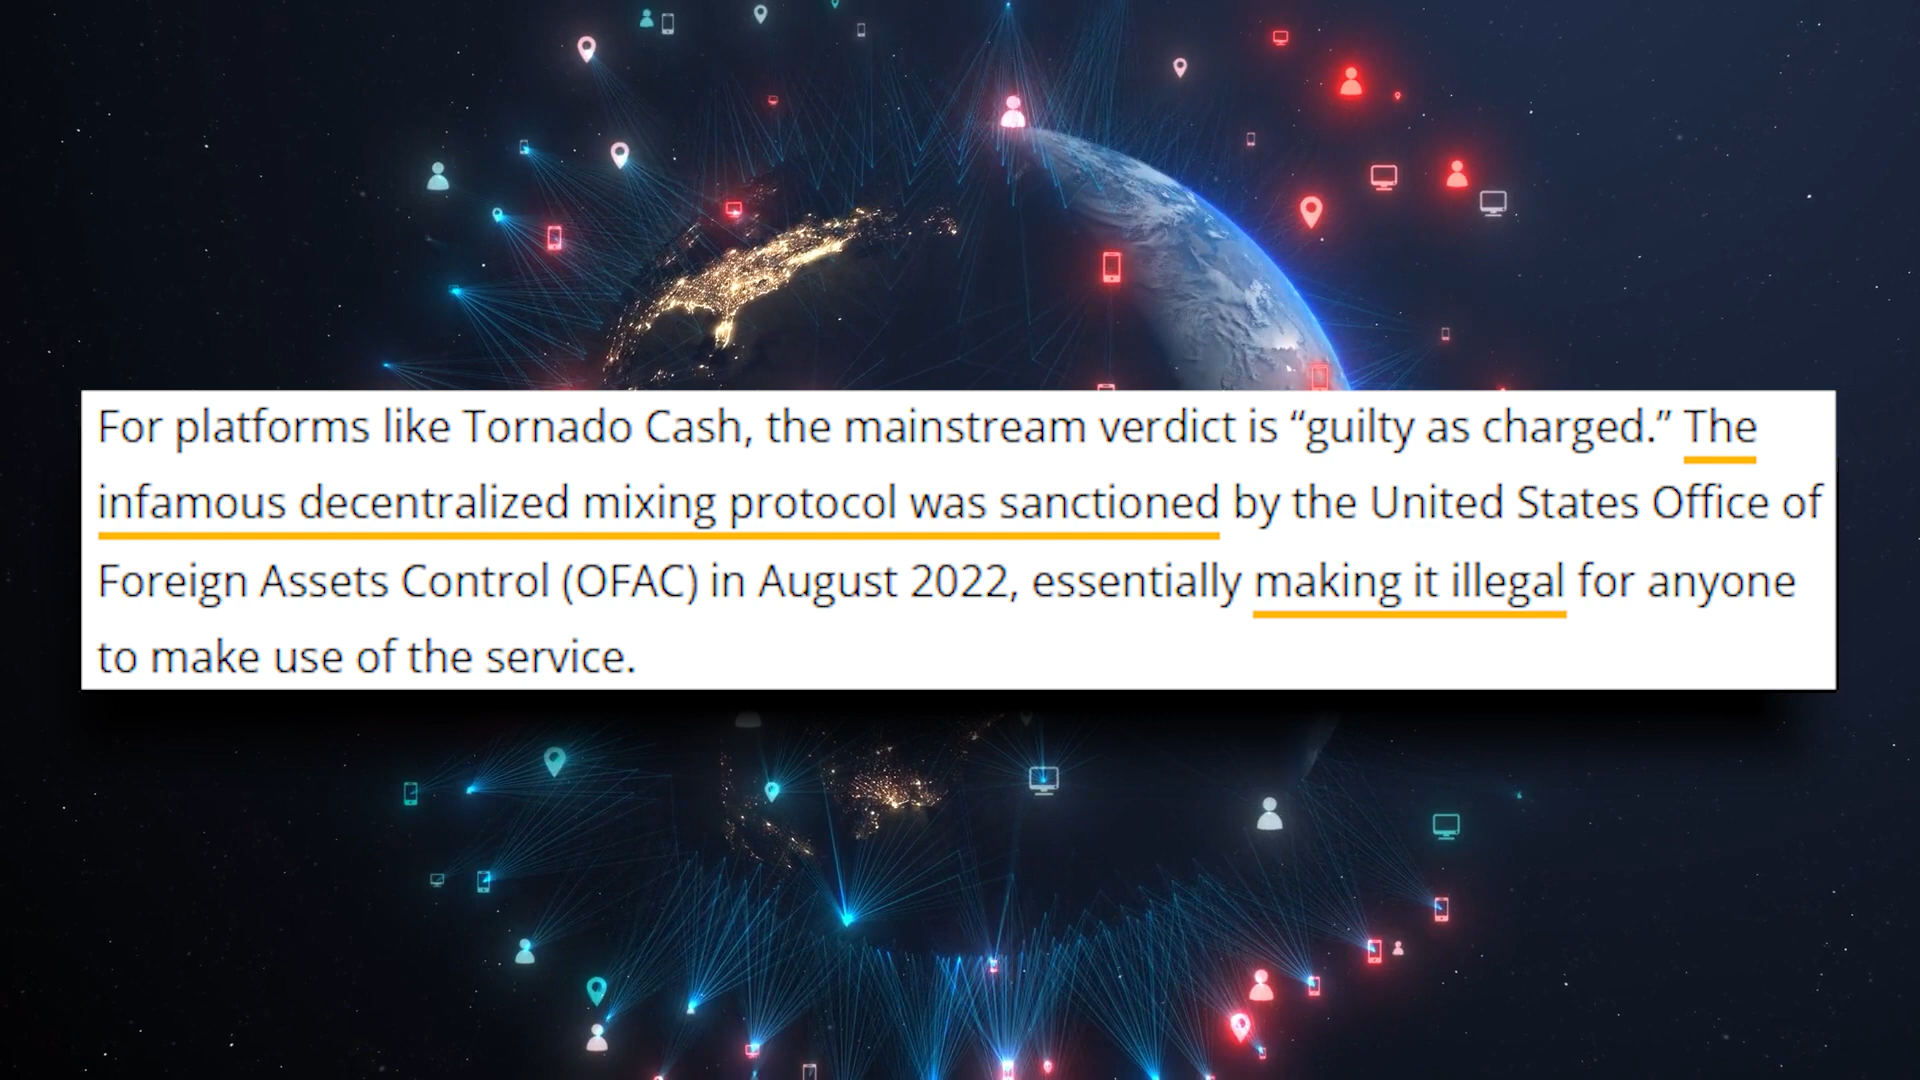 For platforms like Tornado Cash, the mainstream verdict is “guilty as charged.” The
infamous decentralized mixing protocol was sanctioned by the United States Office of
Foreign Assets Control (OFAC) in August 2022, essentially making it illegal for anyone
to make use of the service.